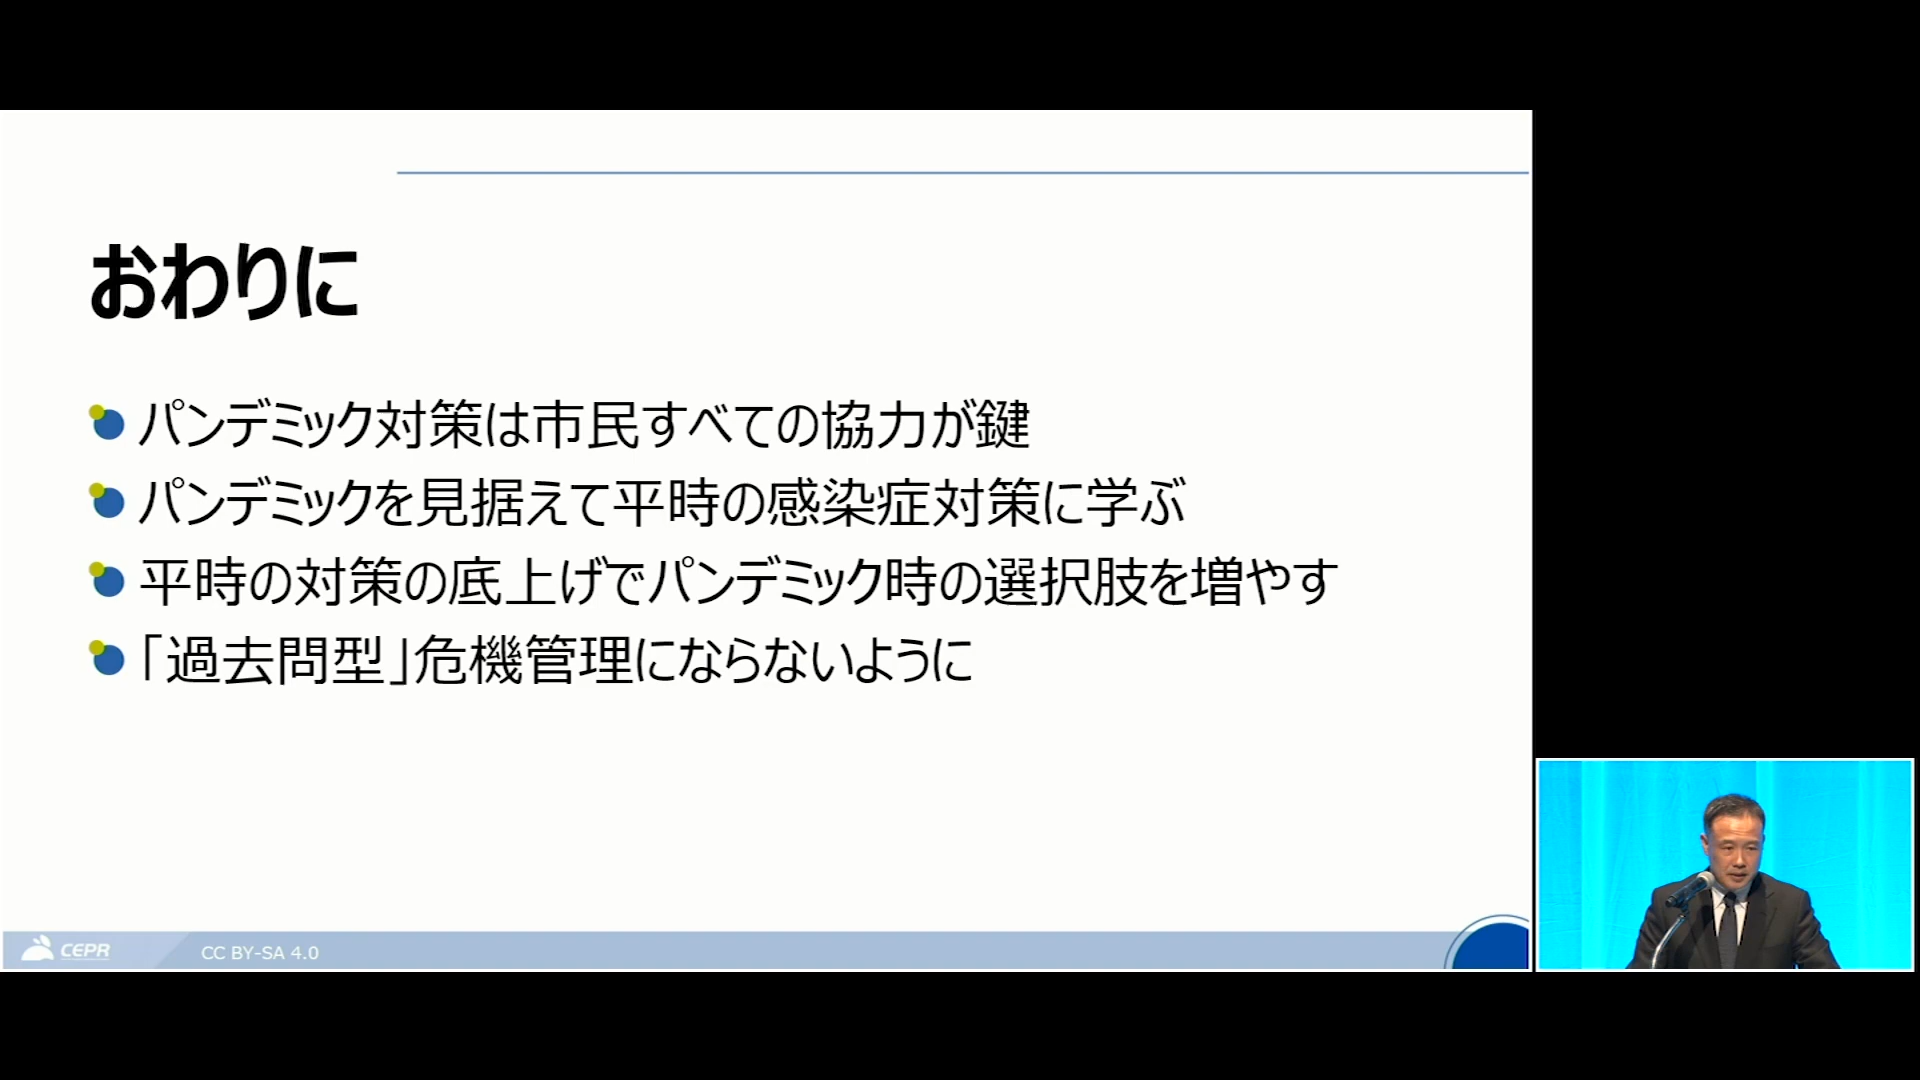 おわりに
パンデミック対策は市民すべての協力が鍵
パンデミックを見据えて平時の感染症対策に学ぶ
平時の対策の底上げでパンデミック時の選択肢を増やす
「過去問型」危機管理にならないように
CEPR
CC BY-SA 4.0